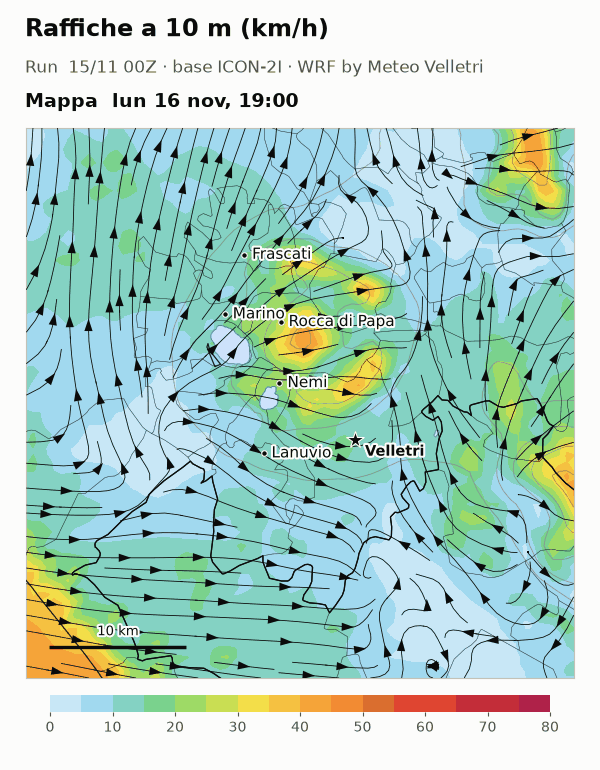 Raffiche a 10 m (km/h)
Run  15/11 00Z · base ICON-2I · WRF by Meteo Velletri
Mappa  lun 16 nov, 19:00
Frascati
Marino
Rocca di Papa
Nemi
Velletri
Lanuvio
10 km
0 10 20 30 40 50 60 70 80